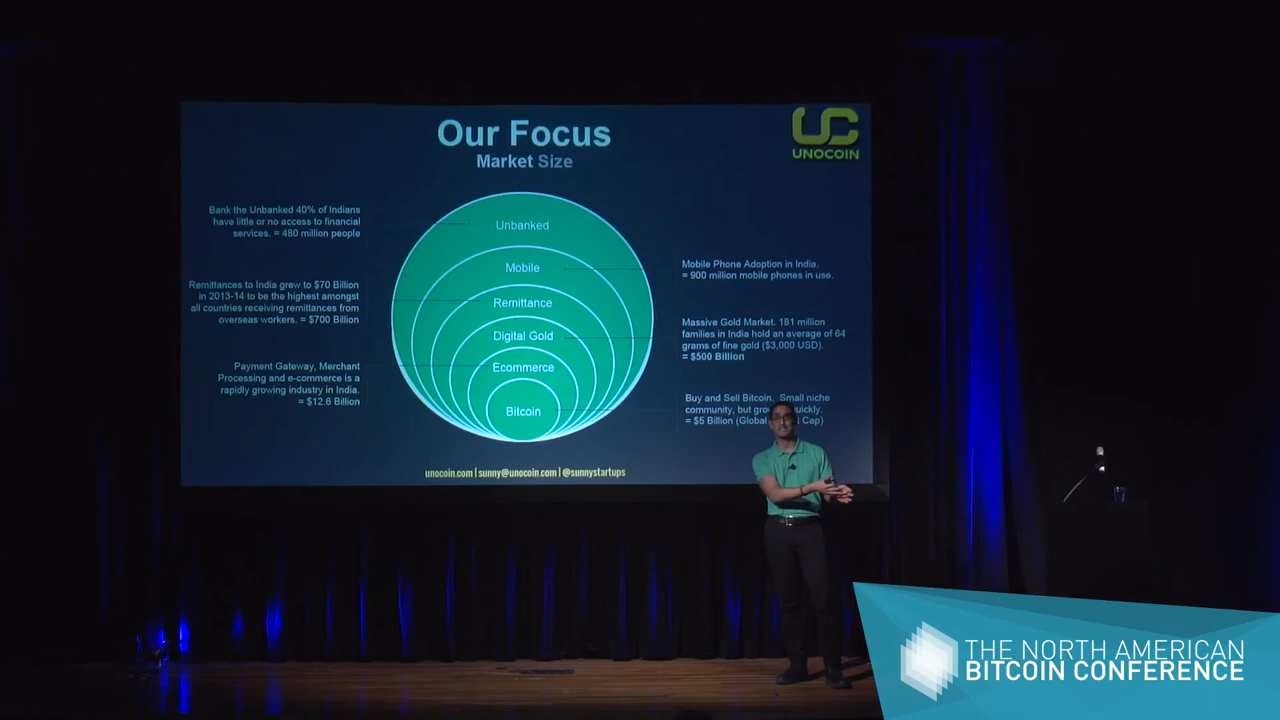 Our Focus
Market Size
UC
UNOCOIN
Bank the Unbanked 40% of Indians
have little or no access to financial
services. = 480 million people
Remittances to India grew to $70 Billion
in 2013-14 to be the highest amongst
all countries receiving remittances from
overseas workers. = $700 Billion
Payment Gateway, Merchant
Processing and e-commerce is a
rapidly growing industry in India.
= $12.6 Billion
Unbanked
Mobile
Remittance
Digital Gold
Ecommerce
Bitcoin
Mobile Phone Adoption in India.
= 900 million mobile phones in use.
Massive Gold Market. 181 million
families in India hold an average of 64
grams of fine gold ($3,000 USD).
= $500 Billion
Buy and Sell Bitcoin. Small niche
community, but quickly.
= $5 Billion (Global Cap)
unocoin.com | sunny@unocoin.com | @sunnystartups
THE NORTH AMERICAN
BITCOIN CONFERENCE